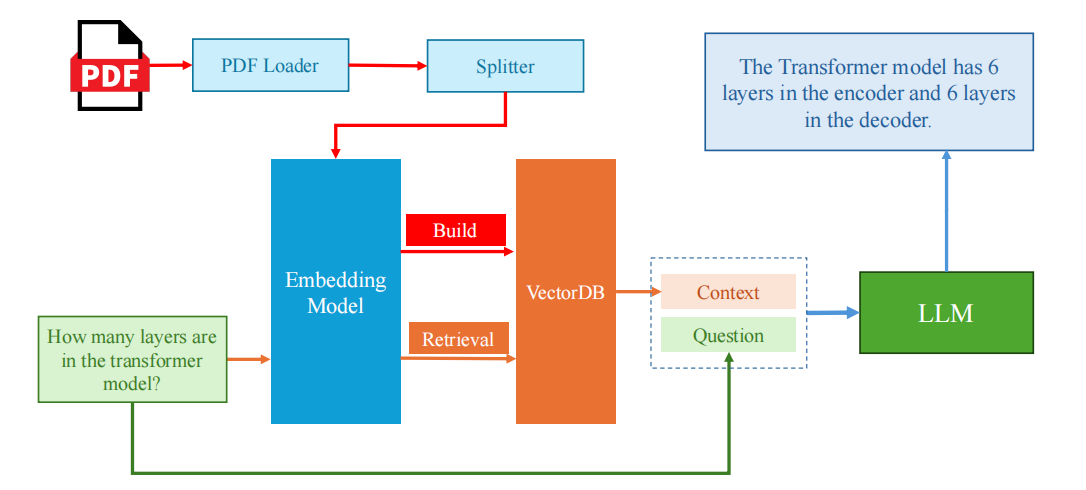 PDF
PDF Loader
Splitter
The Transformer model has 6
layers in the encoder and 6 layers
in the decoder.
Build
Embedding
Model
VectorDB
Context
LLM
How many layers are
in the transformer
model?
Retrieval
Question